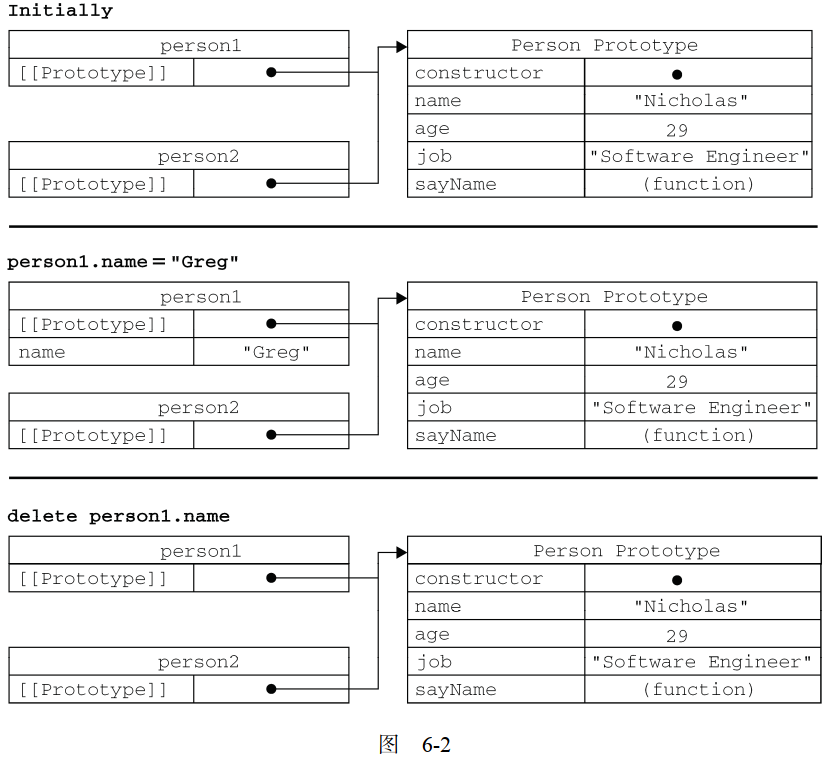 Initially
person1
Person Prototype
[[Prototype]]
constructor
name "Nicholas"
age 29
person2
job "Software Engineer"
[[Prototype]]
sayName (function)
person1.name = "Greg"
person1
Person Prototype
[[Prototype]]
constructor
name "Greg"
name "Nicholas"
age 29
person2
job "Software Engineer"
[[Prototype]]
sayName (function)
delete person1.name
person1
Person Prototype
[[Prototype]]
constructor
name "Nicholas"
age 29
person2
job "Software Engineer"
[[Prototype]]
sayName (function)
图 6-2